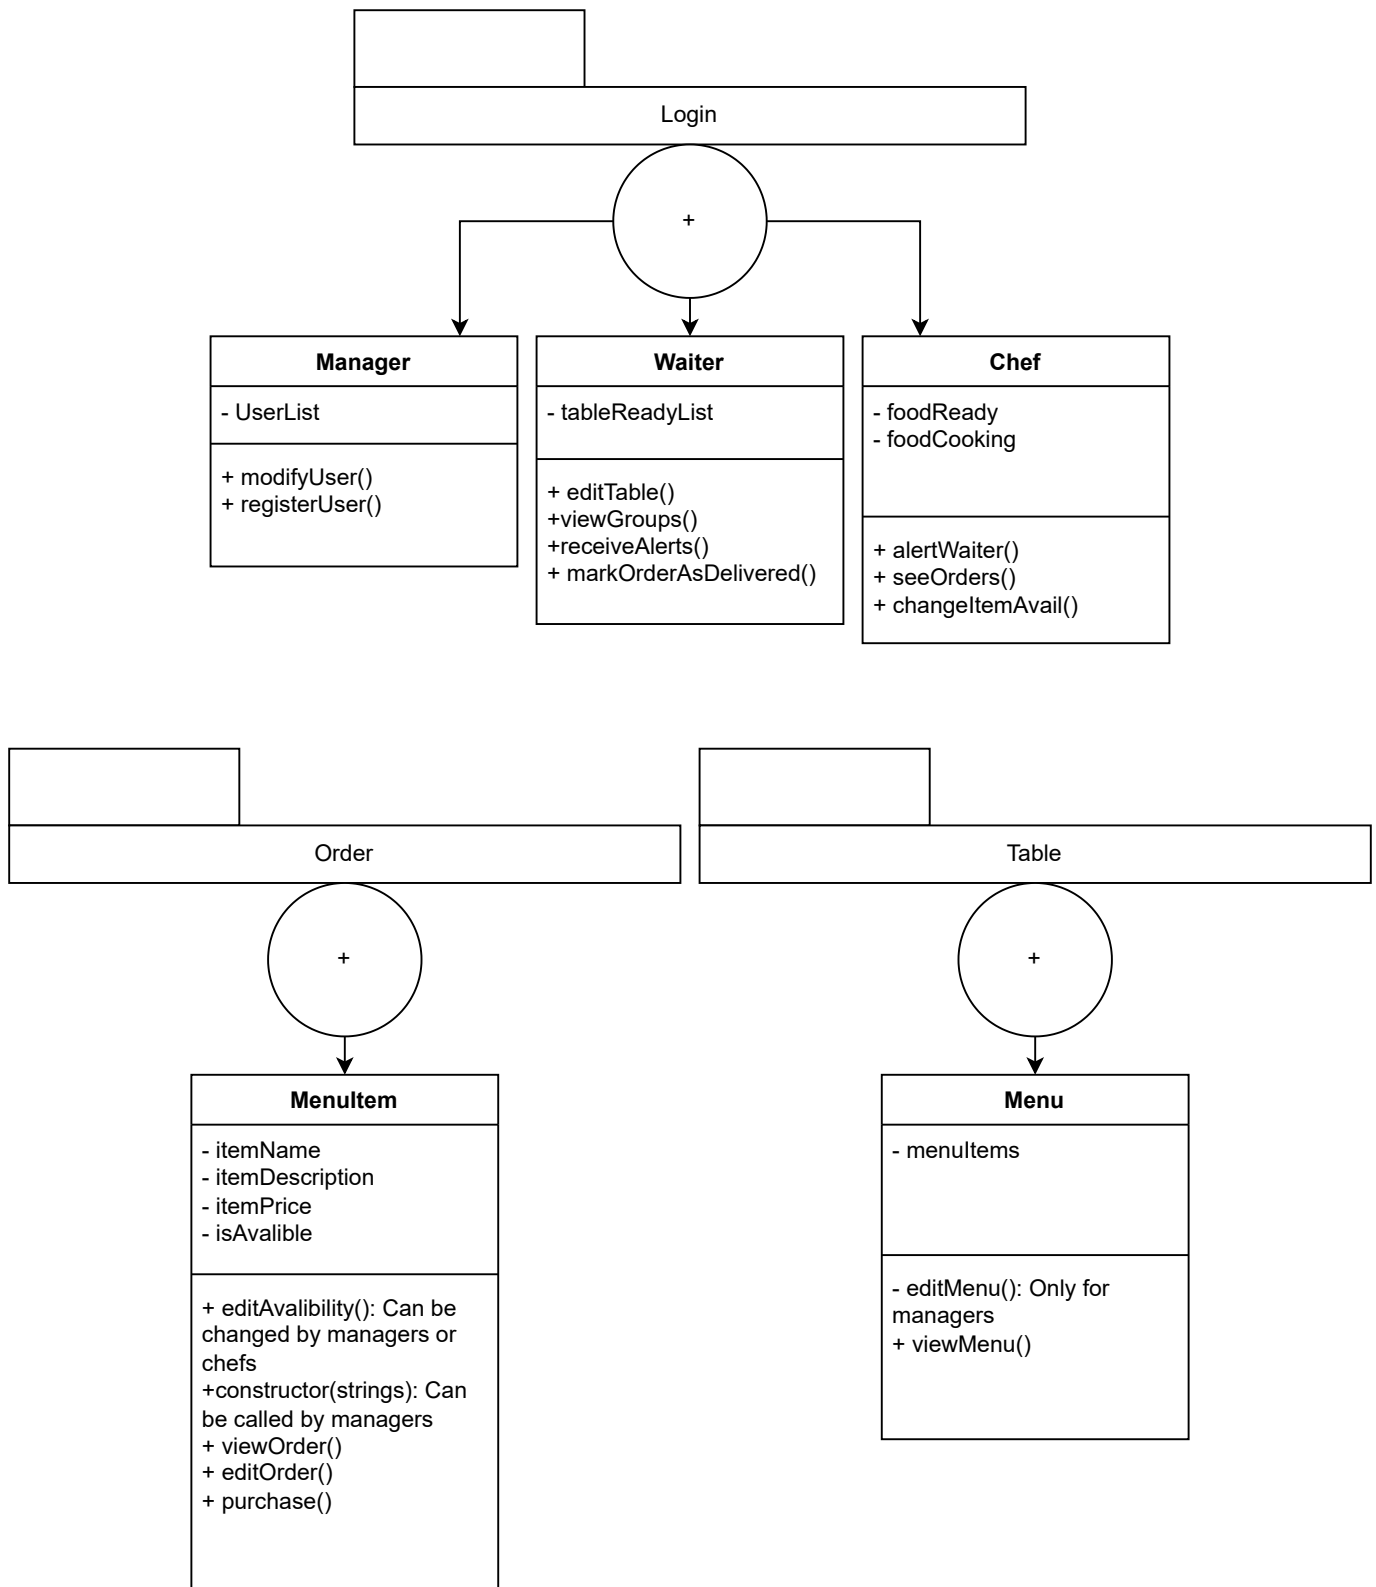 Login
+
Manager
- UserList
+ modifyUser()
+ registerUser()
Waiter
- tableReadyList
+ editTable()
+viewGroups()
+receiveAlerts()
+ markOrderAsDelivered()
Chef
- foodReady
- foodCooking
+ alertWaiter()
+ seeOrders()
+ changeItemAvail()
Order
+
MenuItem
- itemName
- itemDescription
- itemPrice
- isAvalible
+ editAvalibility(): Can be
changed by managers or
chefs
+constructor(strings): Can
be called by managers
+ viewOrder()
+ editOrder()
+ purchase()
Table
+
Menu
- menuItems
- editMenu(): Only for
managers
+ viewMenu()